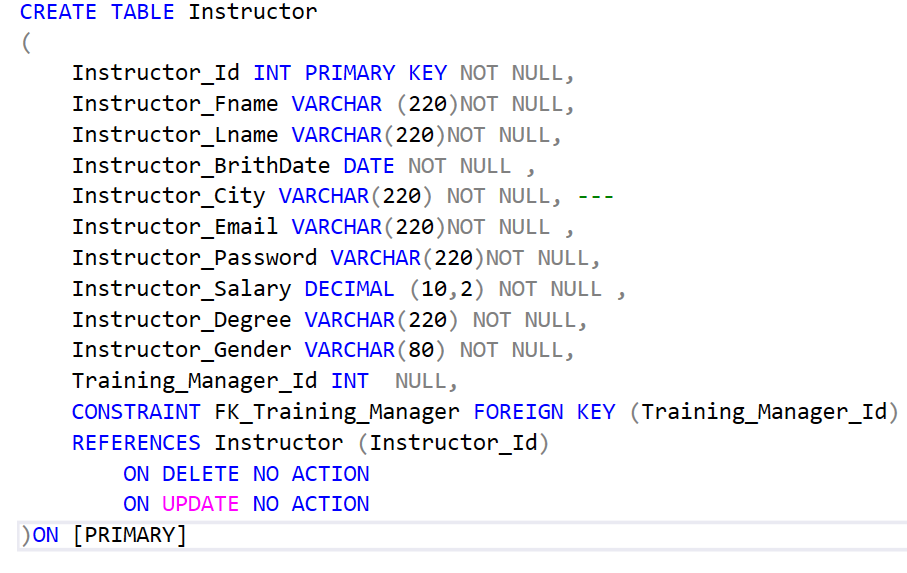 CREATE TABLE Instructor
(
Instructor_Id INT PRIMARY KEY NOT NULL,
Instructor_Fname VARCHAR (220)NOT NULL,
Instructor_Lname VARCHAR(220)NOT NULL,
Instructor_BrithDate DATE NOT NULL ,
Instructor_City VARCHAR(220) NOT NULL, ---
Instructor_Email VARCHAR(220)NOT NULL ,
Instructor_Password VARCHAR(220)NOT NULL,
Instructor_Salary DECIMAL (10,2) NOT NULL ,
Instructor_Degree VARCHAR(220) NOT NULL,
Instructor_Gender VARCHAR(80) NOT NULL,
Training_Manager_Id INT  NULL,
CONSTRAINT FK_Training_Manager FOREIGN KEY (Training_Manager_Id)
REFERENCES Instructor (Instructor_Id)
ON DELETE NO ACTION
ON UPDATE NO ACTION
)ON [PRIMARY]